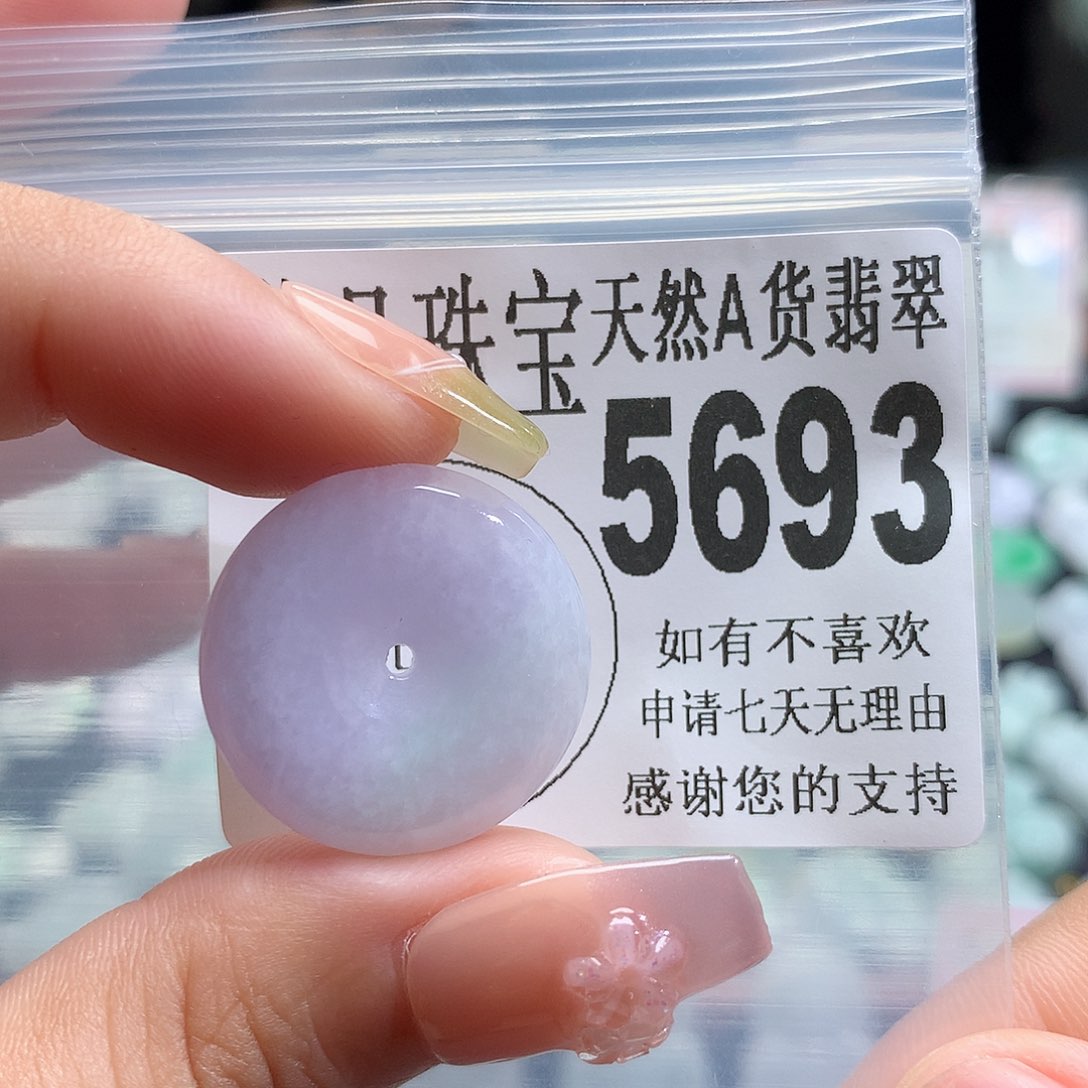 珠宝天然A货翡翠
5693
如有不喜欢
申请七天无理由
感谢您的支持